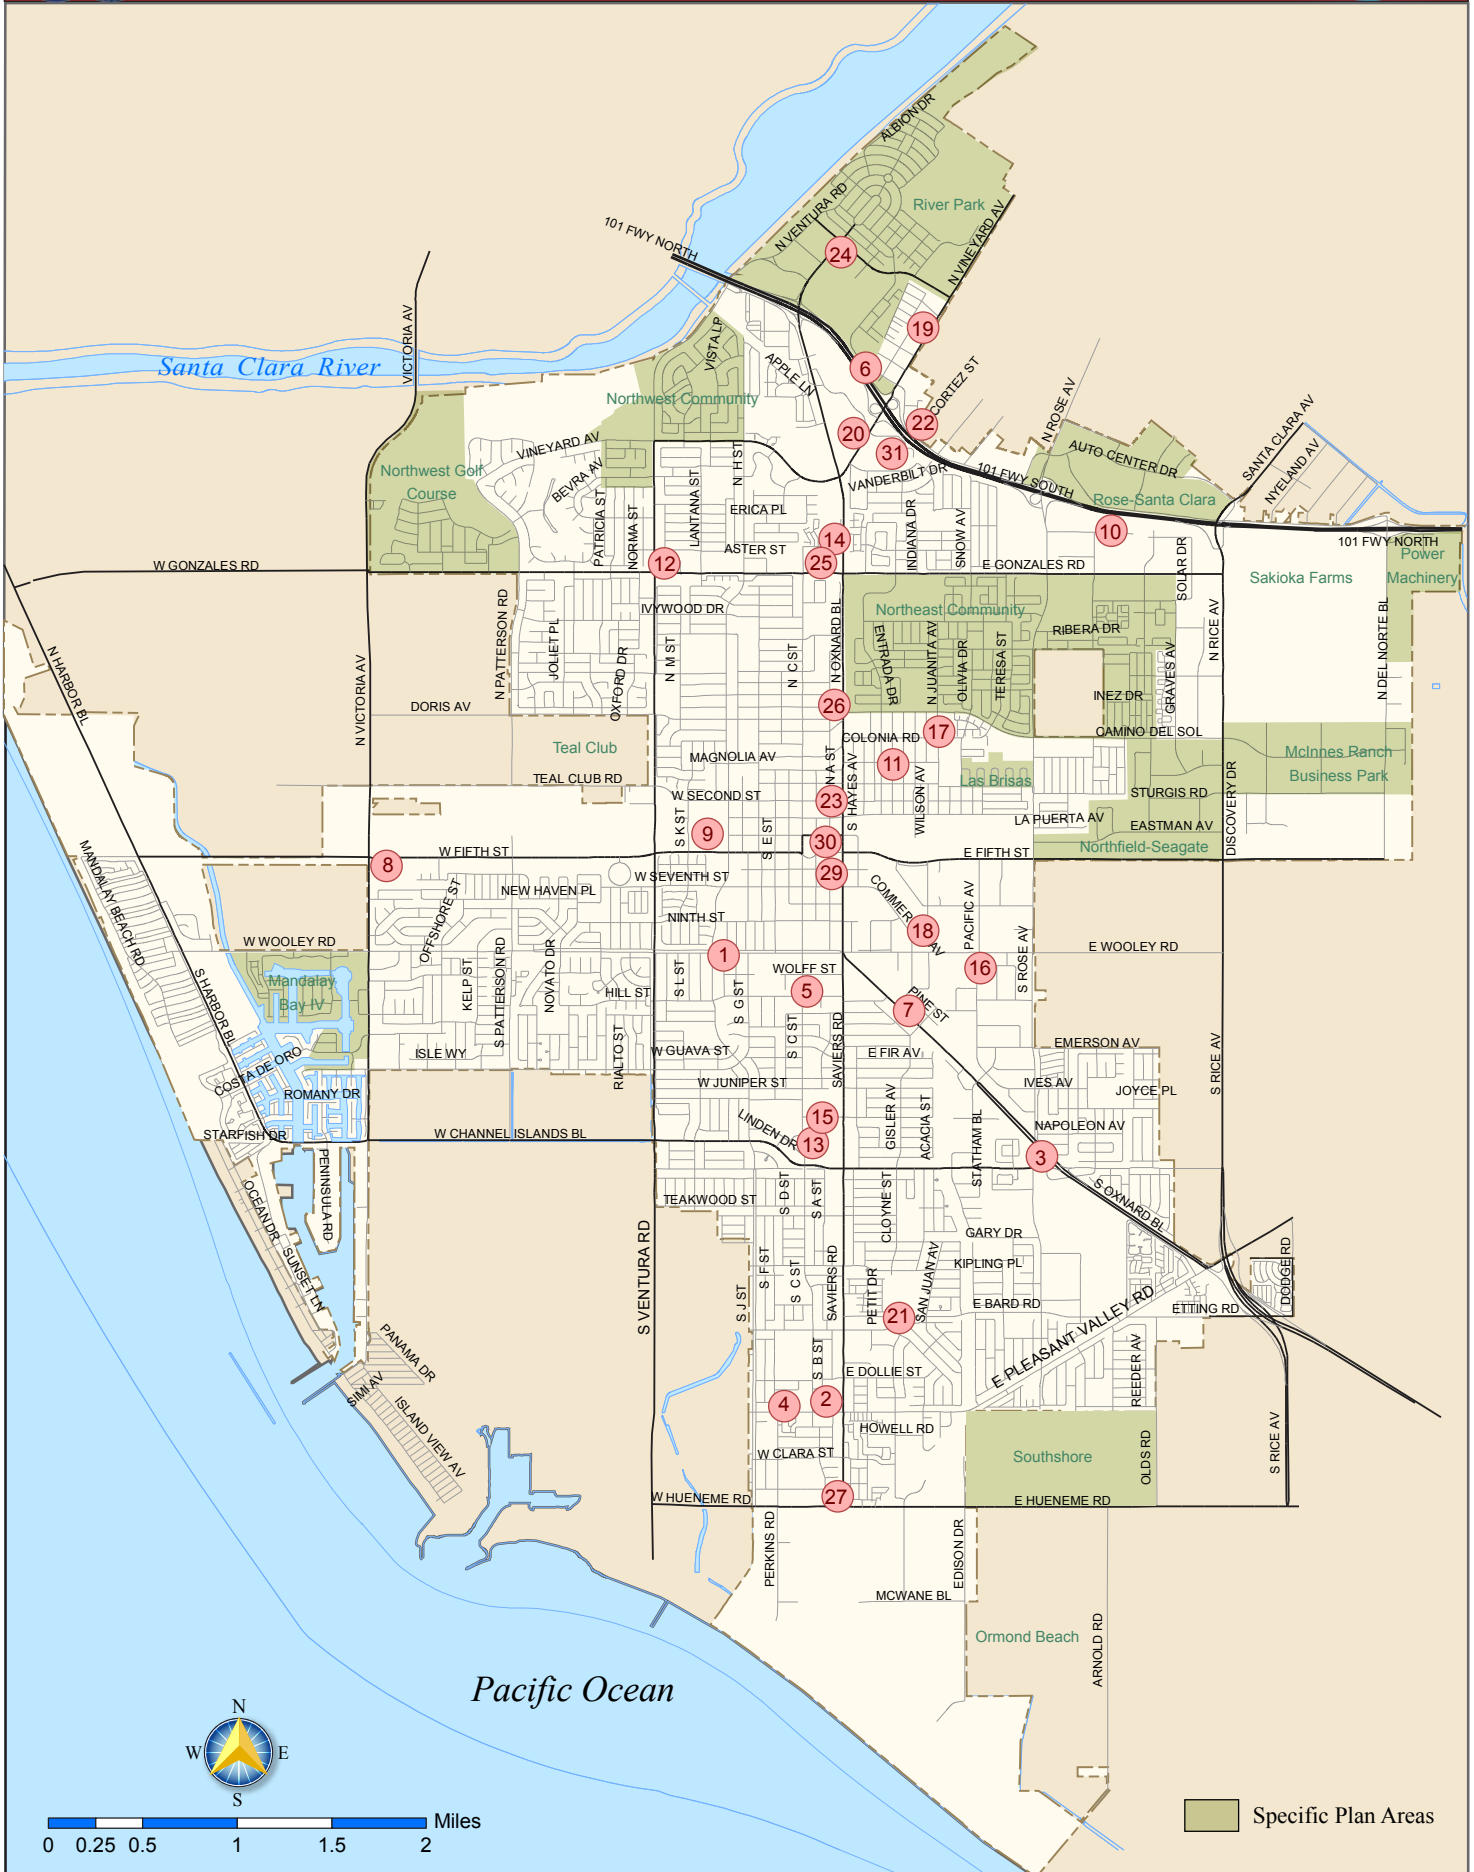 ALBION DR
River Park
N VENTURA RD
N VINEYARD AV
101 FWY NORTH
24
19
VICTORIA AV
VISTA LP
Santa Clara River
6
APPLE LN
CORTEZ ST
Northwest Community
N ROSE AV
22
20
SANTA CLARA AV
VINEYARD AV
31
AUTO CENTER DR
NYELAND AV
Northwest Golf
Course
BEVRA AV
N H ST
VANDERBILT DR
101 FWY SOUTH
Rose-Santa Clara
PATRICIA ST
NORMA ST
LANTANA ST
ERICA PL
INDIANA DR
SNOW AV
10
14
ASTER ST
101 FWY NORTH
W GONZALES RD
12
25
E GONZALES RD
SOLAR DR
Sakioka Farms
Power
Machinery
N PATTERSON RD
IVYWOOD DR
Northeast Community
N RICE AV
N DEL NORTE BL
N HARBOR BL
JOLIET PL
OXFORD DR
N M ST
N C ST
N OXNARD BL
ENTRADA DR
N JUANITA AV
OLIVIA DR
TERESA ST
RIBERA DR
GRAVES AV
N VICTORIA AV
INEZ DR
DORIS AV
26
17
COLONIA RD
CAMINO DEL SOL
Teal Club
MAGNOLIA AV
N A ST
11
McInnes Ranch
Business Park
TEAL CLUB RD
Las Brisas
W SECOND ST
23
S HAYES AV
WILSON AV
STURGIS RD
DISCOVERY DR
LA PUERTA AV
EASTMAN AV
S K ST
9
S E ST
30
W FIFTH ST
E FIFTH ST
Northfield-Seagate
8
W SEVENTH ST
29
MANDALAY BEACH RD
NEW HAVEN PL
COMMER
AV
OFFSHORE ST
NINTH ST
18
PACIFIC AV
W WOOLEY RD
E WOOLEY RD
1
WOLFF ST
16
S ROSE AV
Mandalay
Bay IV
S HARBOR BL
KELP ST
S PATTERSON RD
NOVATO DR
HILL ST
S L ST
S G ST
5
7
PINE ST
S C ST
SAVIERS RD
COSTA DE ORO
ISLE WY
RIALTO ST
W GUAVA ST
E FIR AV
EMERSON AV
S RICE AV
ROMANY DR
W JUNIPER ST
IVES AV
JOYCE PL
GISLER AV
ACACIA ST
STATHAM BL
15
LINDEN DR
NAPOLEON AV
STARFISH DR
W CHANNEL ISLANDS BL
13
3
PENINSULA RD
OCEAN DR
TEAKWOOD ST
S D ST
S A ST
CLOYNE ST
S OXNARD BL
SUNSET LN
S VENTURA RD
S F ST
S C ST
SAVIERS RD
GARY DR
KIPLING PL
DODGE RD
S J ST
PETIT DR
SAN JUAN AV
E BARD RD
ETTING RD
21
E PLEASANT VALLEY RD
PANAMA DR
S B ST
E DOLLIE ST
REEDER AV
SIMI AV
ISLAND VIEW AV
4
2
HOWELL RD
W CLARA ST
Southshore
OLDS RD
S RICE AV
W HUENEME RD
27
E HUENEME RD
PERKINS RD
EDISON DR
MCWANE BL
Ormond Beach
ARNOLD RD
Pacific Ocean
N
W E
S
Miles
0 0.25 0.5 1 1.5 2
Specific Plan Areas